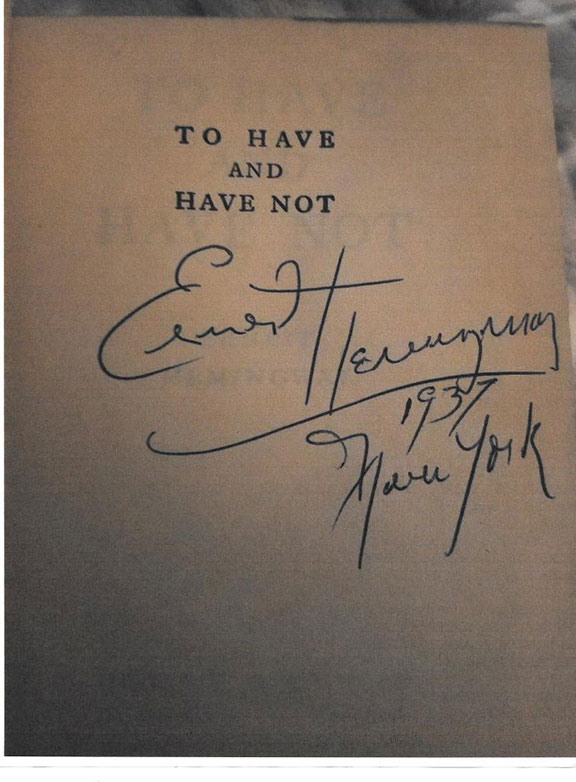 TO HAVE
AND
HAVE NOT
Ernest Hemingway
1937
New York